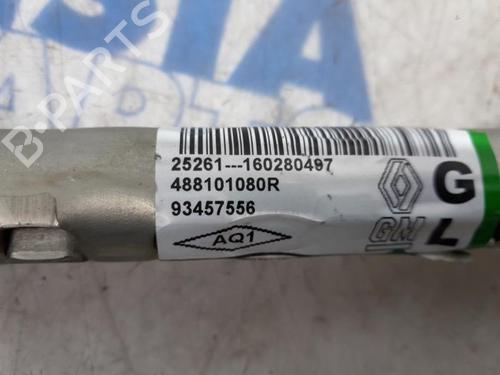 25261---160280497
488101080R
93457556
AQ1
G
L
GM
B-PARTS